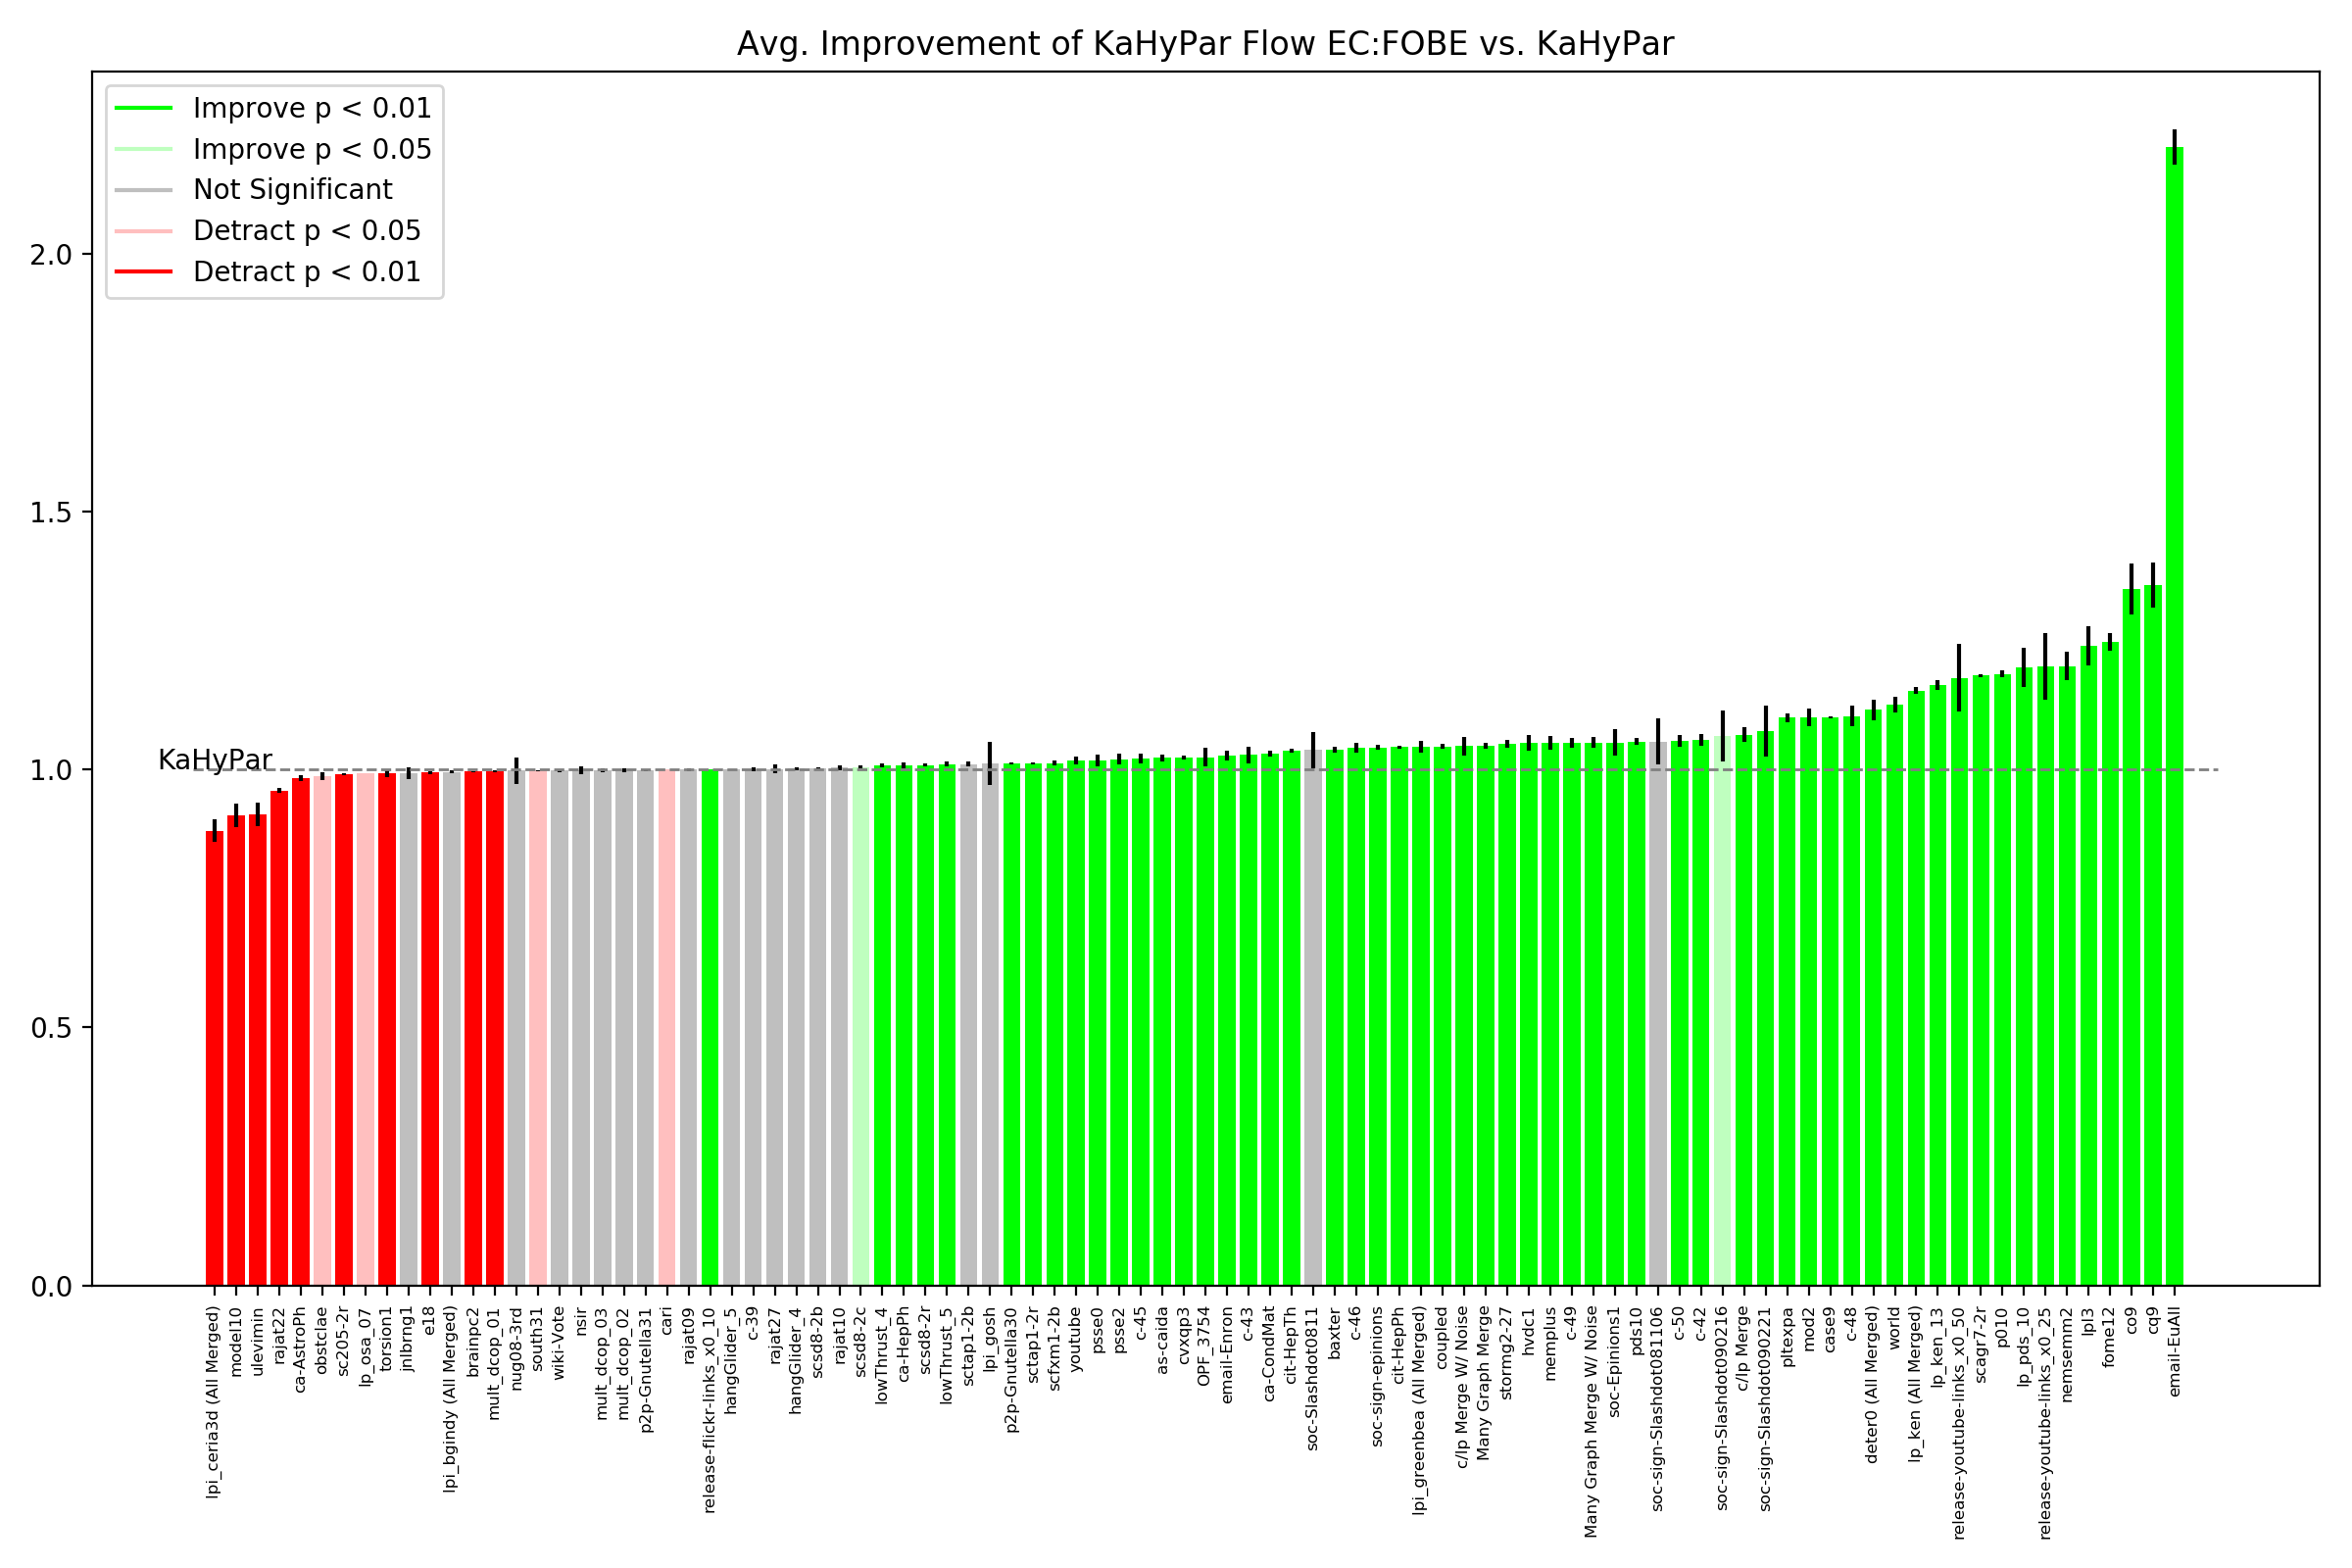 Avg. Improvement of KaHyPar Flow EC:FOBE vs. KaHyPar
Improve p < 0.01
Improve p < 0.05
Not Significant
Detract p < 0.05
Detract p < 0.01
2.0
1.5
1.0
0.5
0.0
KaHyPar
lpi_ceria3d (All Merged)
model10
ulevimin
rajat22
ca-AstroPh
obstclae
sc205-2r
lp_osa_07
torsion1
jnlbrng1
e18
lpi_bgindy (All Merged)
brainpc2
mult_dcop_01
nug08-3rd
south31
wiki-Vote
nsir
mult_dcop_03
mult_dcop_02
p2p-Gnutella31
cari
rajat09
release-flickr-links_x0_10
hangGlider_5
c-39
rajat27
hangGlider_4
scsd8-2b
rajat10
scsd8-2c
lowThrust_4
ca-HepPh
scsd8-2r
lowThrust_5
sctap1-2b
lpi_gosh
p2p-Gnutella30
sctap1-2r
scfxm1-2b
youtube
psse0
psse2
c-45
as-caida
cvxqp3
OPF_3754
email-Enron
c-43
ca-CondMat
cit-HepTh
soc-Slashdot0811
baxter
c-46
soc-sign-epinions
cit-HepPh
lpi_greenbea (All Merged)
coupled
c/lp Merge W/ Noise
Many Graph Merge
stormg2-27
hvdc1
memplus
c-49
Many Graph Merge W/ Noise
soc-Epinions1
pds10
soc-sign-Slashdot081106
c-50
c-42
soc-sign-Slashdot090216
c/lp Merge
soc-sign-Slashdot090221
pltexpa
mod2
case9
c-48
deter0 (All Merged)
world
lp_ken (All Merged)
lp_ken_13
release-youtube-links_x0_50
scagr7-2r
p010
lp_pds_10
release-youtube-links_x0_25
nemsemm2
lpl3
fome12
co9
cq9
email-EuAll